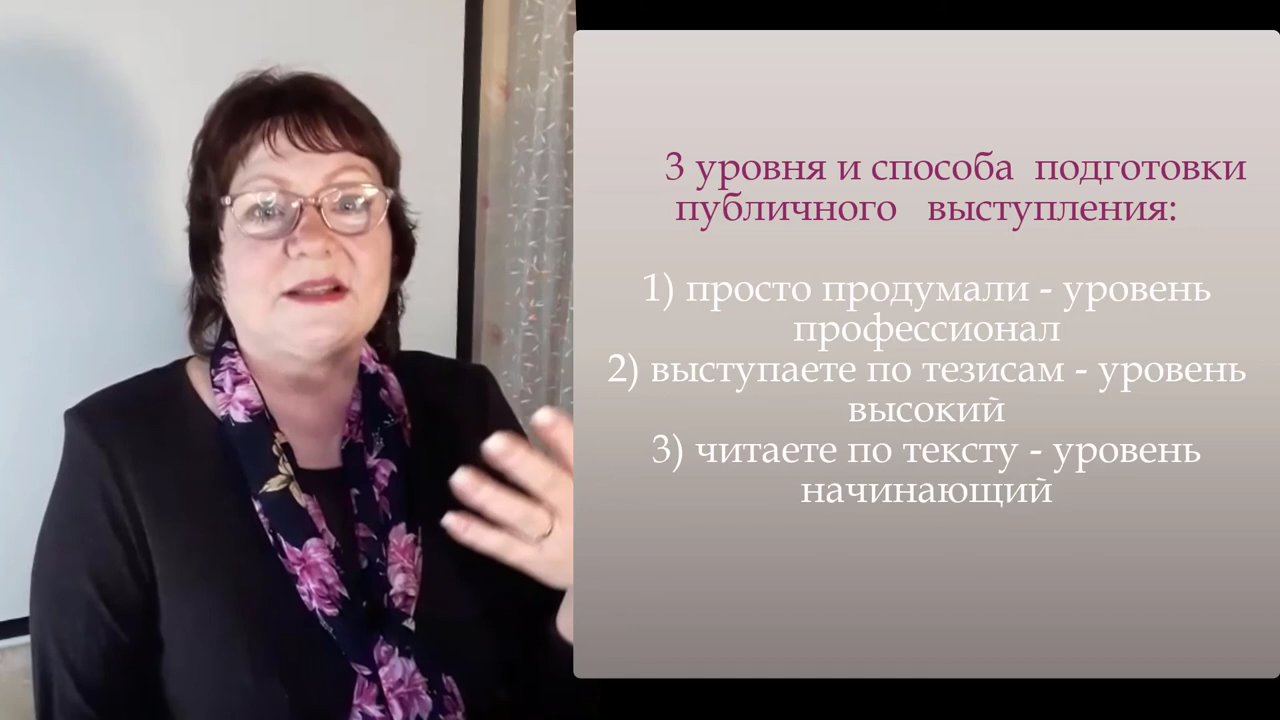 3 уровня и способа подготовки
публичного выступления:
1) просто продумали - уровень
профессионал
2) выступаете по тезисам - уровень
высокий
3) читаете по тексту - уровень
начинающий